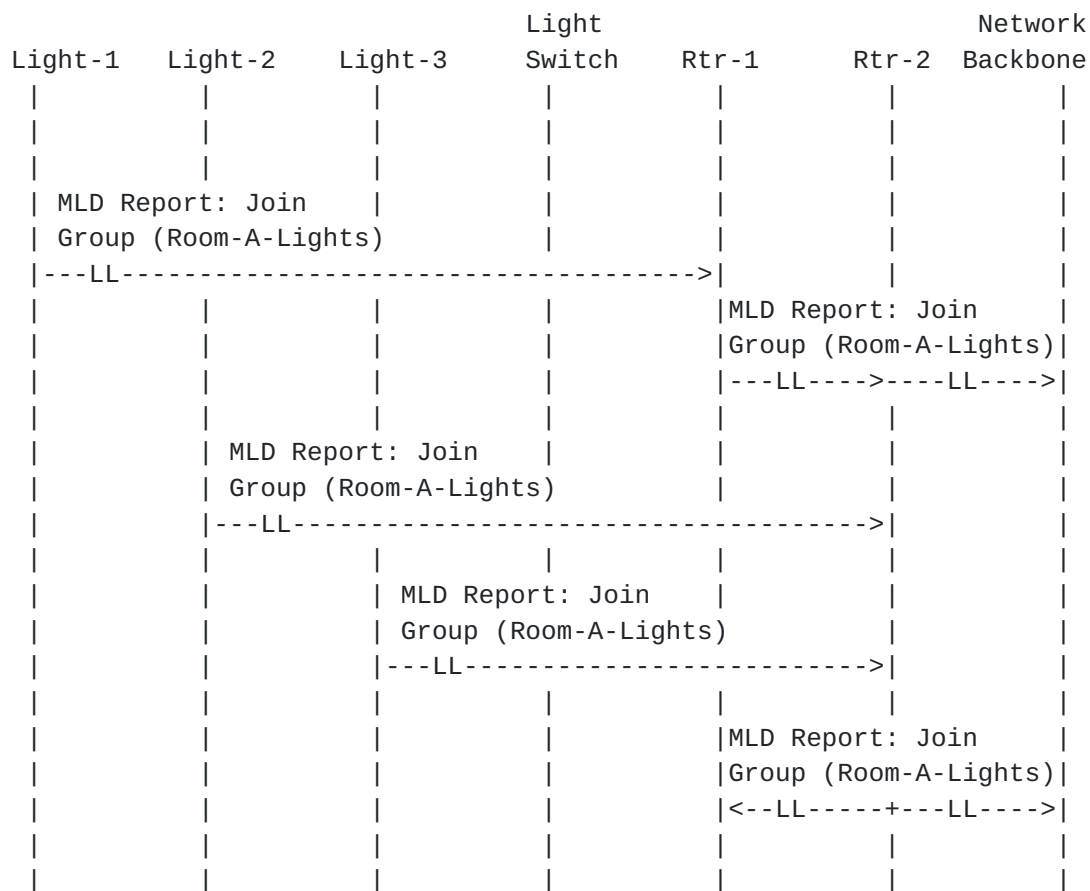 Light Network
Light-1 Light-2 Light-3 Switch Rtr-1 Rtr-2 Backbone
MLD Report: Join
Group (Room-A-Lights)
---LL------------------------------------->
MLD Report: Join
Group (Room-A-Lights)
---LL---->----LL---->
MLD Report: Join
Group (Room-A-Lights)
---LL------------------------------------->
MLD Report: Join
Group (Room-A-Lights)
---LL-------------------------->
MLD Report: Join
Group (Room-A-Lights)
<--LL-----+---LL---->